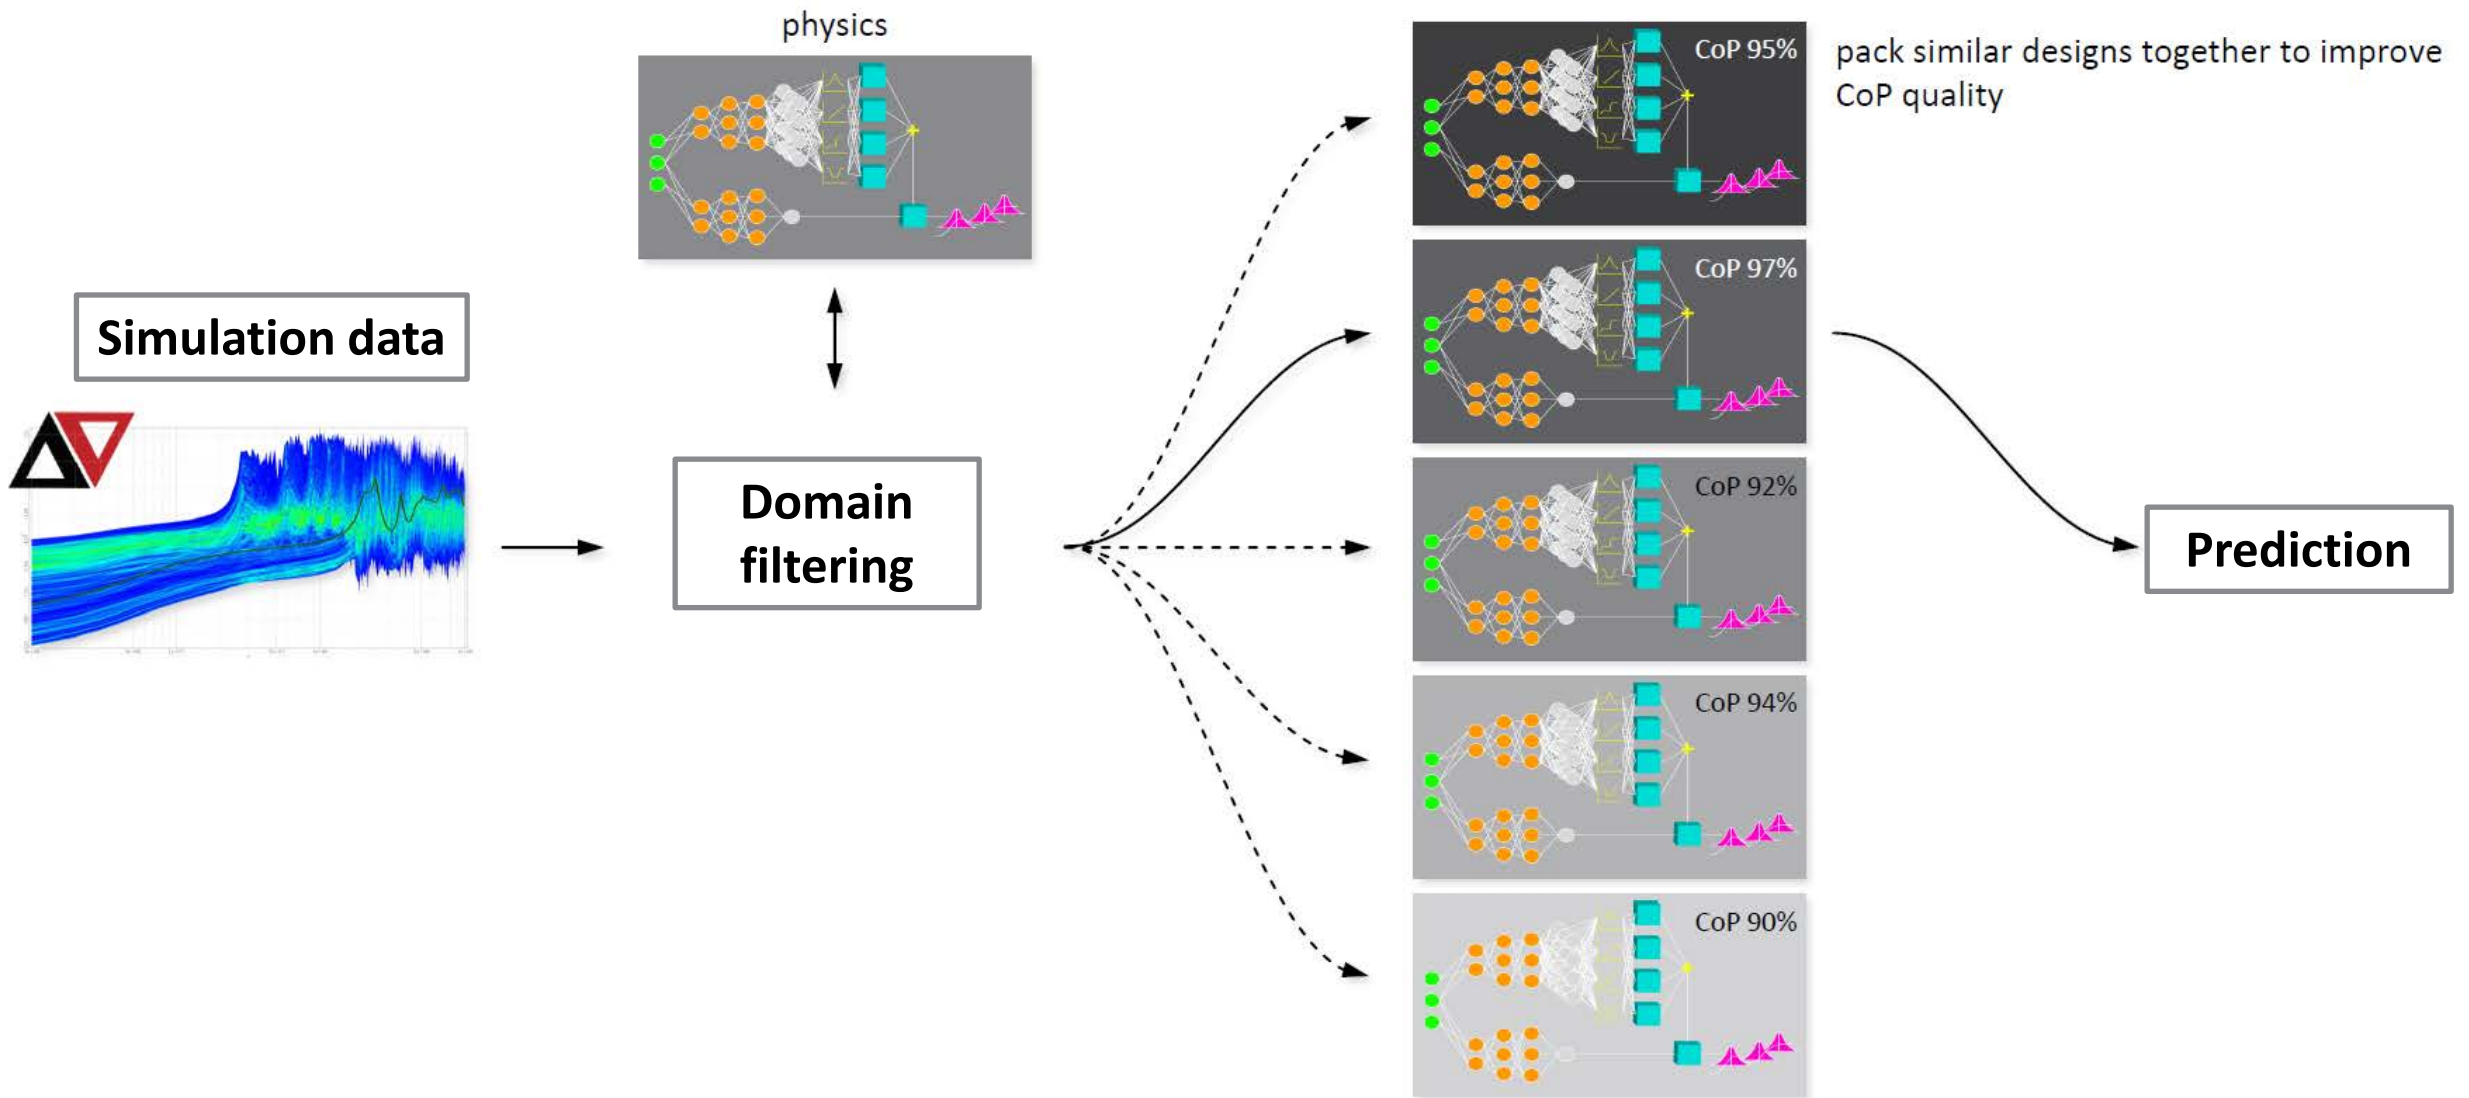 physics
CoP 95%
pack similar designs together to improve
CoP quality
CoP 97%
Simulation data
CoP 92%
Domain
filtering
Prediction
CoP 94%
CoP 90%